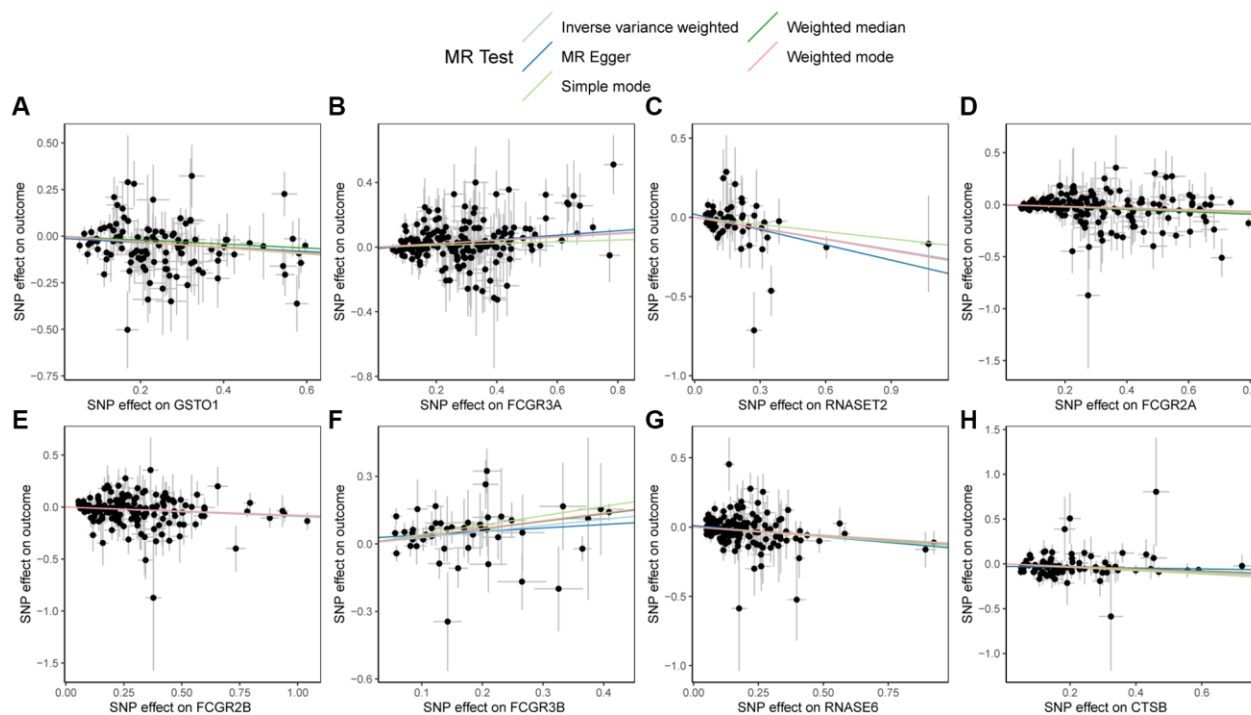 MR Test
Inverse variance weighted
MR Egger
Simple mode
Weighted median
Weighted mode
A
SNP effect on outcome
0.50
0.25
0.00
−0.25
−0.50
−0.75
0.2
0.4
0.6
SNP effect on GSTO1
B
SNP effect on outcome
0.4
0.0
−0.4
−0.8
0.0
0.2
0.4
0.6
0.8
SNP effect on FCGR3A
C
SNP effect on outcome
0.5
0.0
−0.5
−1.0
0.0
0.3
0.6
0.9
SNP effect on RNASET2
D
SNP effect on outcome
0.5
0.0
−0.5
−1.0
−1.5
0.2
0.4
0.6
SNP effect on FCGR2A
E
SNP effect on outcome
0.5
0.0
−0.5
−1.0
−1.5
0.00
0.25
0.50
0.75
1.00
SNP effect on FCGR2B
F
SNP effect on outcome
0.3
0.0
−0.3
−0.6
0.1
0.2
0.3
0.4
SNP effect on FCGR3B
G
SNP effect on outcome
0.5
0.0
−0.5
−1.0
0.00
0.25
0.50
0.75
SNP effect on RNASE6
H
SNP effect on outcome
1.5
1.0
0.5
0.0
−0.5
−1.0
0.2
0.4
0.6
SNP effect on CTSB